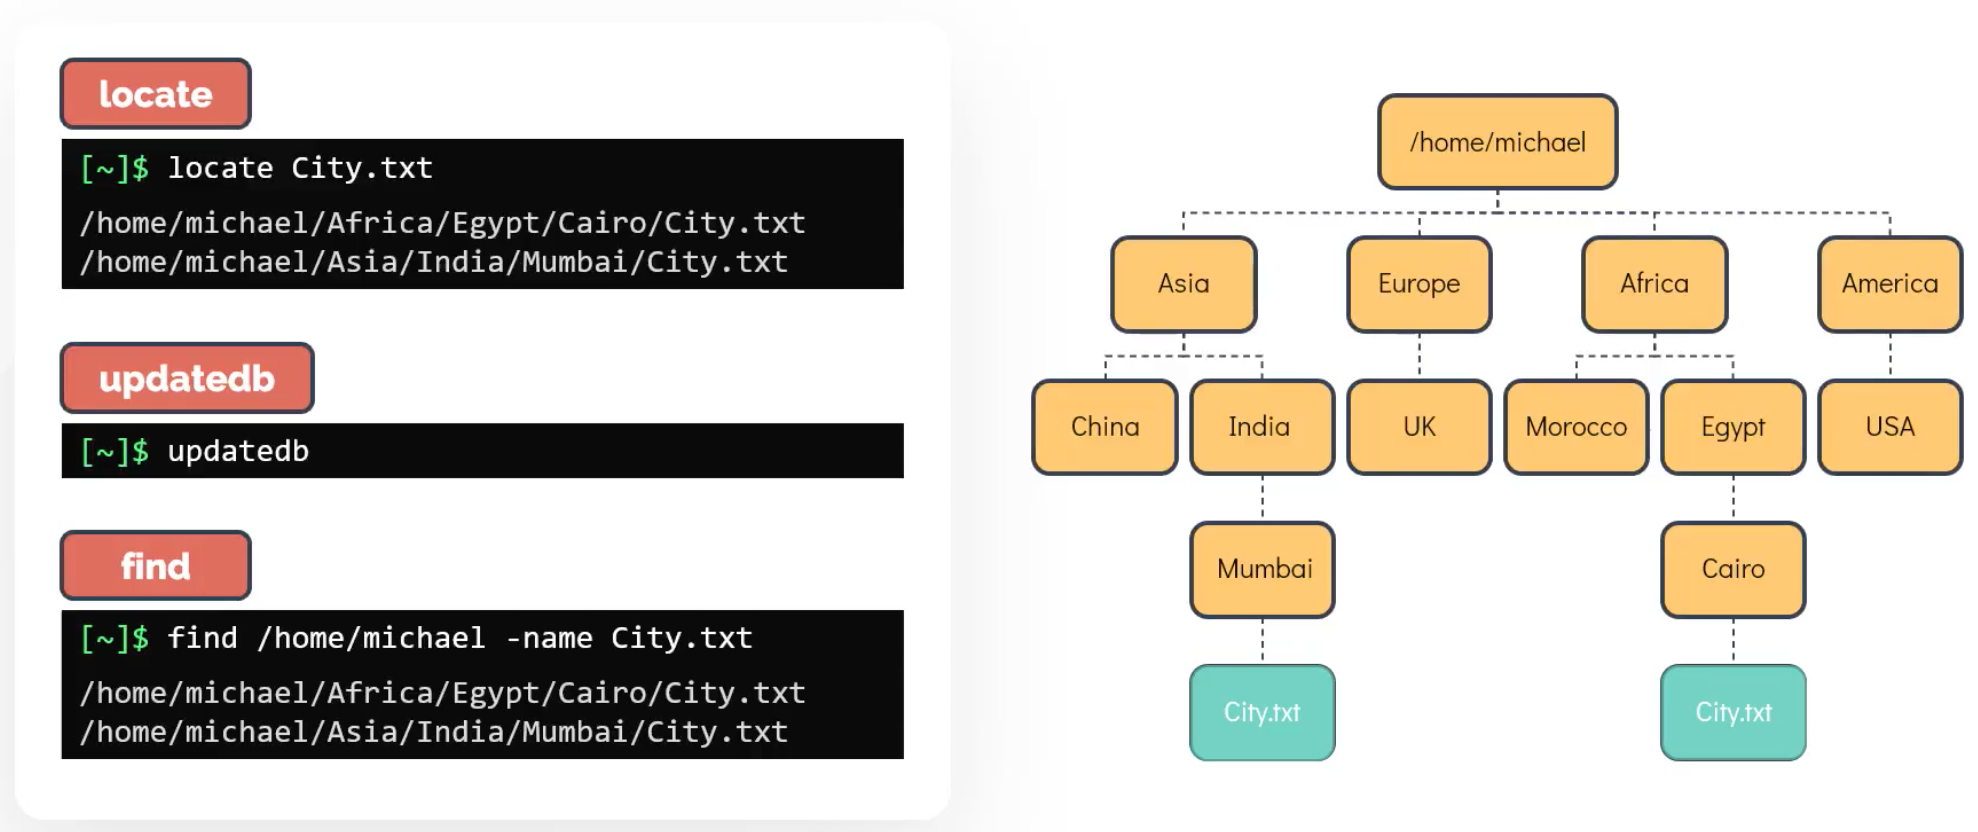 locate
[~]$ locate City.txt
/home/michael/Africa/Egypt/Cairo/City.txt
/home/michael/Asia/India/Mumbai/City.txt
updatedb
[~]$ updatedb
find
[~]$ find /home/michael -name City.txt
/home/michael/Africa/Egypt/Cairo/City.txt
/home/michael/Asia/India/Mumbai/City.txt
/home/michael
Asia
Europe
Africa
America
China
India
UK
Morocco
Egypt
USA
Mumbai
Cairo
City.txt
City.txt